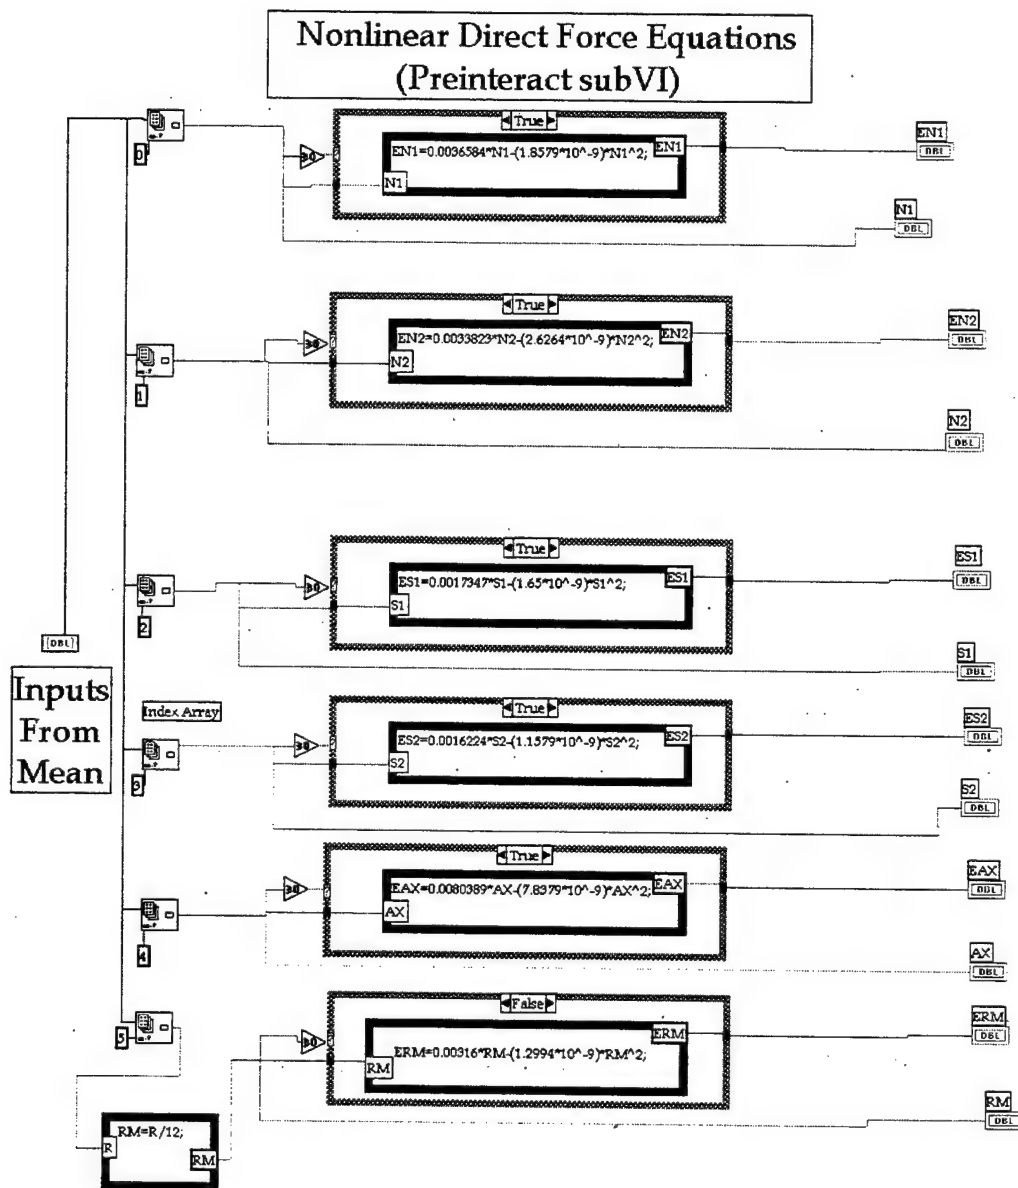 Nonlinear Direct Force Equations
(Preinteract subVI)
True
EN1=0.0036584*N1-(1.8579*10^-9)*N1^2;
EN1
N1
≥0
0
EN1
DBL
N1
DBL
True
EN2=0.0033823*N2-(2.6264*10^-9)*N2^2;
EN2
N2
≥0
1
EN2
DBL
N2
DBL
True
ES1=0.0017347*S1-(1.65*10^-9)*S1^2;
ES1
S1
≥0
2
ES1
DBL
S1
DBL
[DBL]
Inputs
From
Mean
Index Array
True
ES2=0.0016224*S2-(1.1579*10^-9)*S2^2;
ES2
S2
≥0
3
ES2
DBL
S2
DBL
True
EAX=0.0080389*AX-(7.8379*10^-9)*AX^2;
EAX
AX
≥0
4
EAX
DBL
AX
DBL
False
ERM=0.00316*RM-(1.2994*10^-9)*RM^2;
ERM
RM
≥0
5
ERM
DBL
RM
DBL
RM=R/12;
R
RM